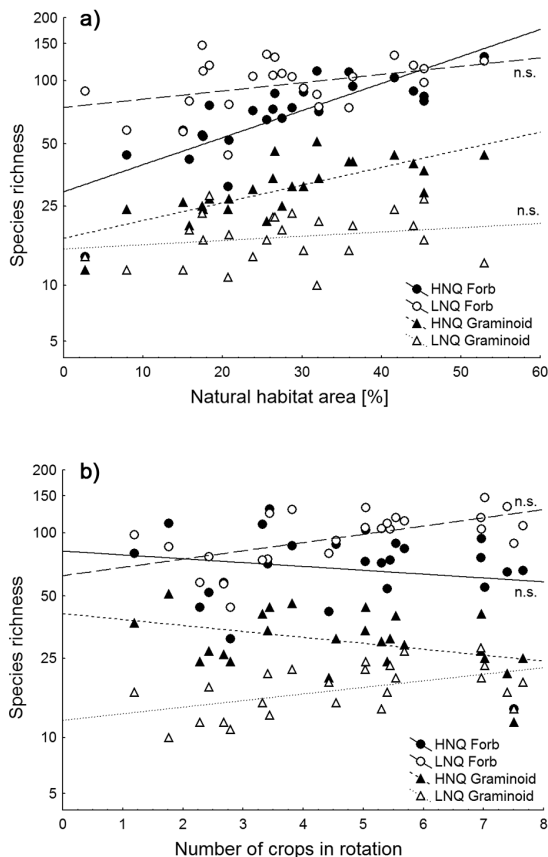 a)
200
150
100
50
25
10
5
Species richness
n.s.
n.s.
HNQ Forb
LNQ Forb
HNQ Graminoid
LNQ Graminoid
0 10 20 30 40 50 60
Natural habitat area [%]
b)
200
150
100
50
25
10
5
Species richness
n.s.
n.s.
HNQ Forb
LNQ Forb
HNQ Graminoid
LNQ Graminoid
0 1 2 3 4 5 6 7 8
Number of crops in rotation